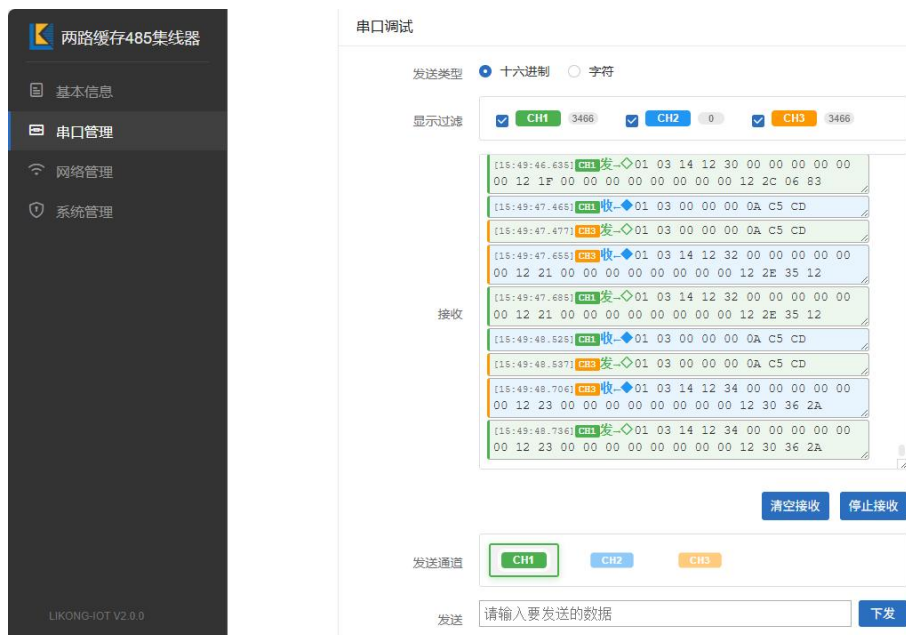 两路缓存485集线器
基本信息
串口管理
网络管理
系统管理
LIKONG-IOT V2.0.0
串口调试
发送类型 十六进制 字符
显示过滤 CH1 3466 CH2 0 CH3 3466
接收
[15:49:46.635] CH1 发→◇01 03 14 12 30 00 00 00 00 00
00 12 1F 00 00 00 00 00 00 00 00 12 2C 06 83
[15:49:47.465] CH1 收←◆01 03 00 00 00 0A C5 CD
[15:49:47.477] CH3 发→◇01 03 00 00 00 0A C5 CD
[15:49:47.655] CH3 收←◆01 03 14 12 32 00 00 00 00 00
00 12 21 00 00 00 00 00 00 00 00 12 2E 35 12
[15:49:47.685] CH1 发→◇01 03 14 12 32 00 00 00 00 00
00 12 21 00 00 00 00 00 00 00 00 12 2E 35 12
[15:49:48.525] CH1 收←◆01 03 00 00 00 0A C5 CD
[15:49:48.537] CH3 发→◇01 03 00 00 00 0A C5 CD
[15:49:48.706] CH3 收←◆01 03 14 12 34 00 00 00 00 00
00 12 23 00 00 00 00 00 00 00 00 12 30 36 2A
[15:49:48.736] CH1 发→◇01 03 14 12 34 00 00 00 00 00
00 12 23 00 00 00 00 00 00 00 00 12 30 36 2A
清空接收 停止接收
发送通道 CH1 CH2 CH3
发送 请输入要发送的数据 下发